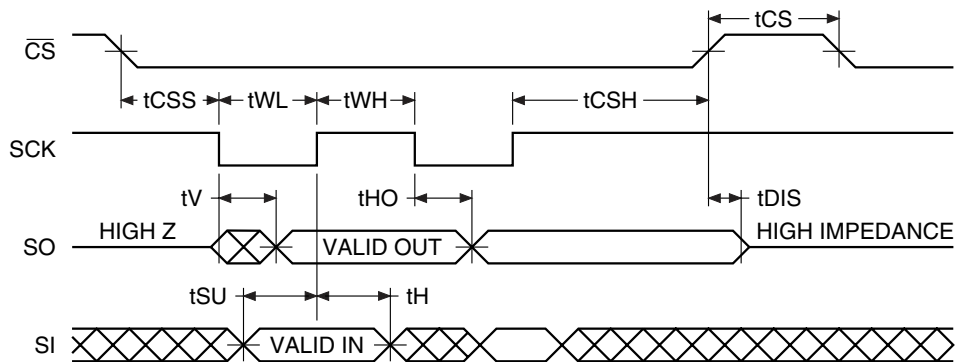 tCS
C̅S̅
tCSS tWL tWH tCSH
SCK
tV tHO tDIS
HIGH Z VALID OUT HIGH IMPEDANCE
SO
tSU tH
SI VALID IN